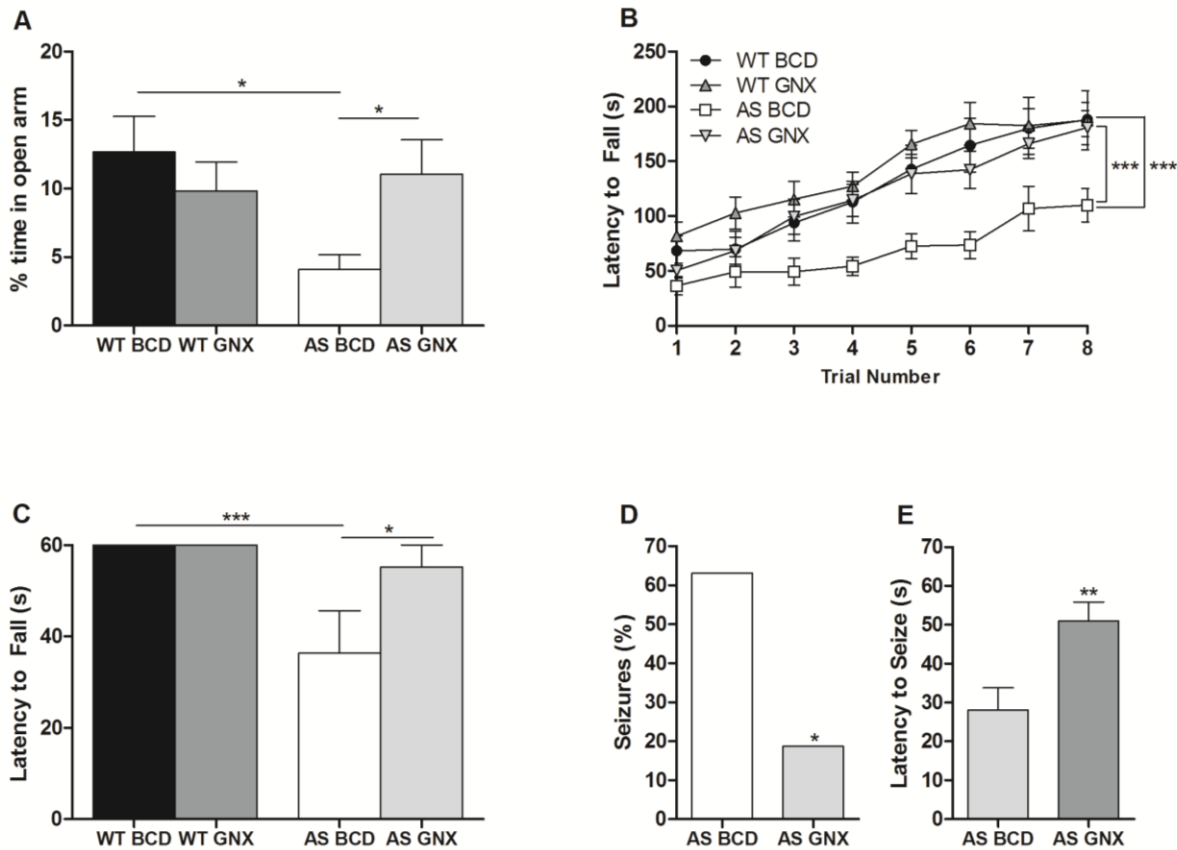 A
% time in open arm
20
15
10
5
0
*
*
WT BCD WT GNX AS BCD AS GNX
B
Latency to Fall (s)
250
200
150
100
50
0
WT BCD
WT GNX
AS BCD
AS GNX
*** ***
1 2 3 4 5 6 7 8
Trial Number
C
Latency to Fall (s)
60
40
20
0
***
*
WT BCD WT GNX AS BCD AS GNX
D
Seizures (%)
70
60
50
40
30
20
10
0
*
AS BCD AS GNX
E
Latency to Seize (s)
70
60
50
40
30
20
10
0
**
AS BCD AS GNX